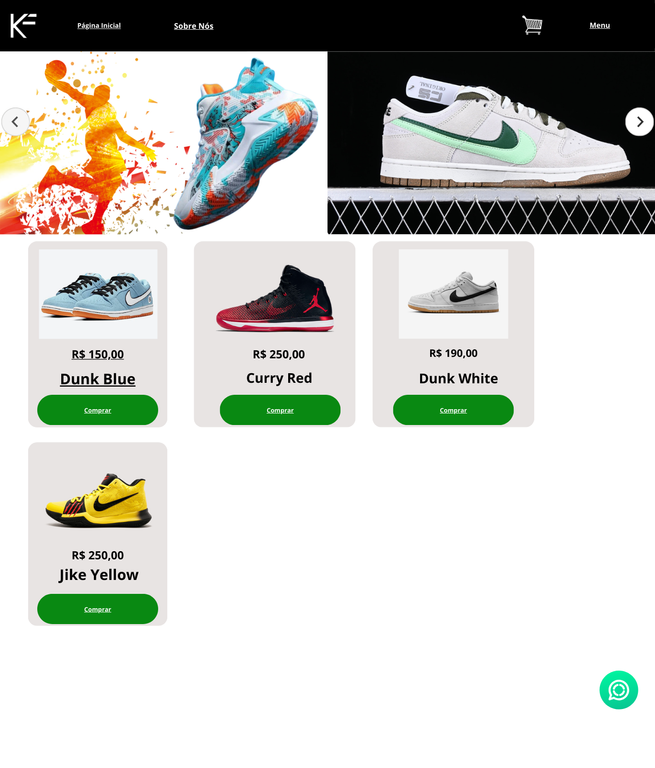 KF
Página Inicial
Sobre Nós
Menu
R$ 150,00
Dunk Blue
Comprar
R$ 250,00
Curry Red
Comprar
R$ 190,00
Dunk White
Comprar
R$ 250,00
Jike Yellow
Comprar